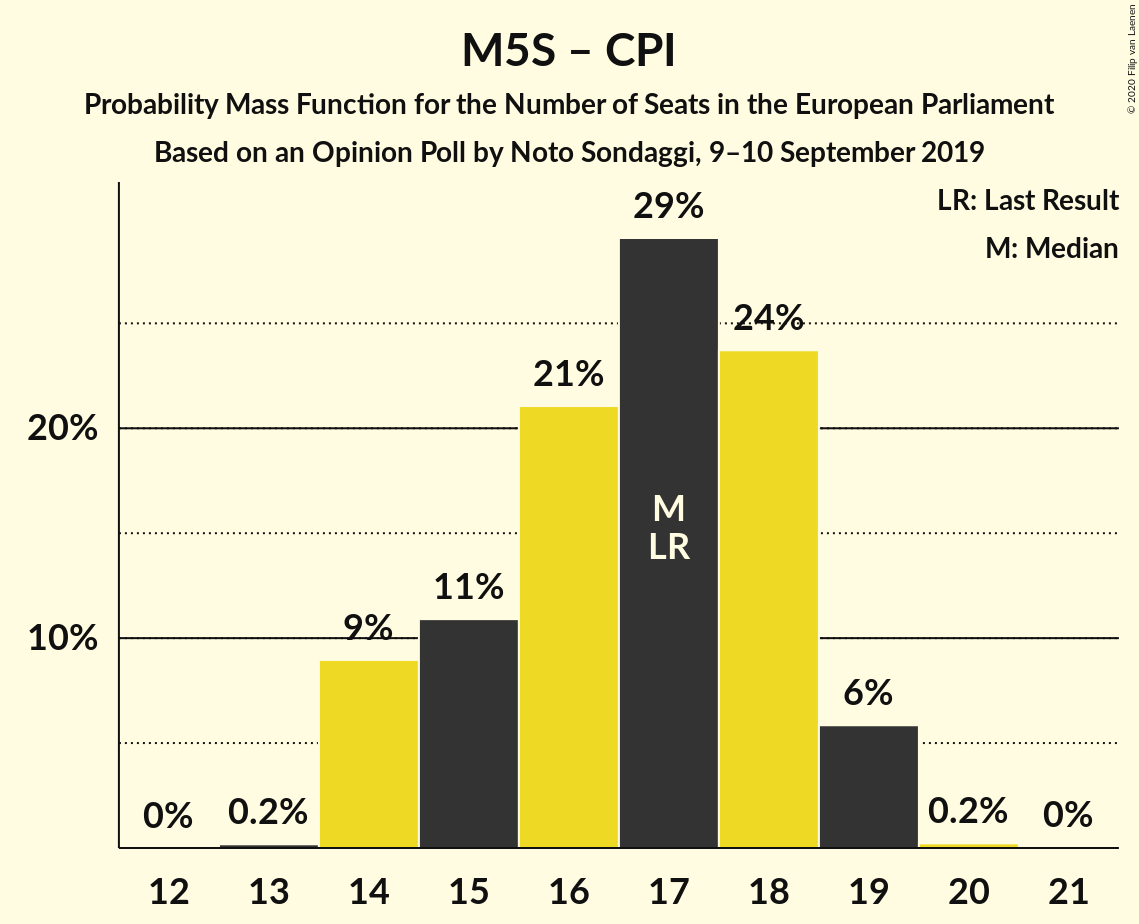 M5S – CPI
Probability Mass Function for the Number of Seats in the European Parliament
Based on an Opinion Poll by Noto Sondaggi, 9–10 September 2019
© 2020 Filip van Laenen
LR: Last Result
M: Median
29%
24%
21%
20%
M
LR
11%
9%
10%
6%
0%
0.2%
0.2%
0%
12 13 14 15 16 17 18 19 20 21